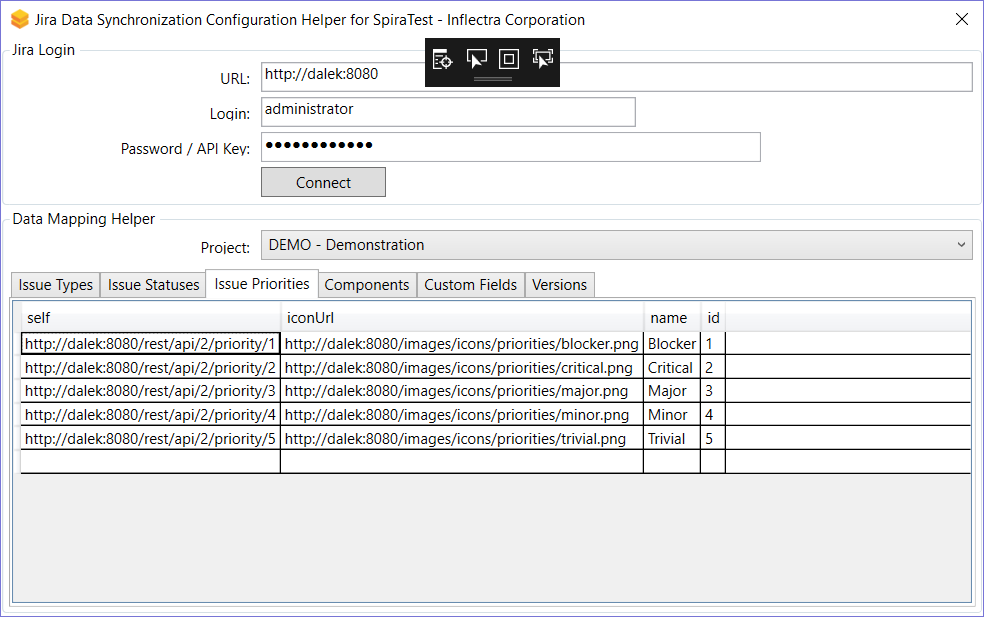 Jira Data Synchronization Configuration Helper for SpiraTest - Inflectra Corporation
Jira Login
URL: http://dalek:8080
Login: administrator
Password / API Key: ●●●●●●●●●●●●
Connect
Data Mapping Helper
Project: DEMO - Demonstration
Issue Types Issue Statuses Issue Priorities Components Custom Fields Versions
self iconUrl name id
http://dalek:8080/rest/api/2/priority/1 http://dalek:8080/images/icons/priorities/blocker.png Blocker 1
http://dalek:8080/rest/api/2/priority/2 http://dalek:8080/images/icons/priorities/critical.png Critical 2
http://dalek:8080/rest/api/2/priority/3 http://dalek:8080/images/icons/priorities/major.png Major 3
http://dalek:8080/rest/api/2/priority/4 http://dalek:8080/images/icons/priorities/minor.png Minor 4
http://dalek:8080/rest/api/2/priority/5 http://dalek:8080/images/icons/priorities/trivial.png Trivial 5